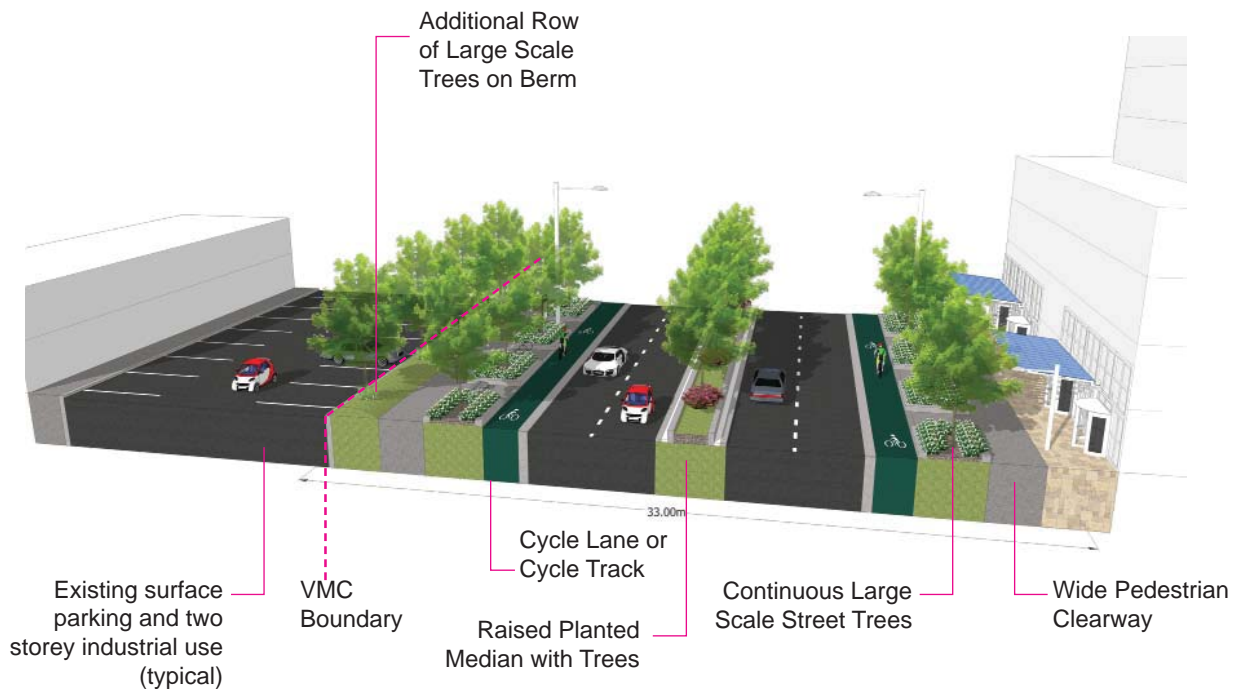 Additional Row
of Large Scale
Trees on Berm
33.00m
Existing surface
parking and two
storey industrial use
(typical)
VMC
Boundary
Cycle Lane or
Cycle Track
Raised Planted
Median with Trees
Continuous Large
Scale Street Trees
Wide Pedestrian
Clearway